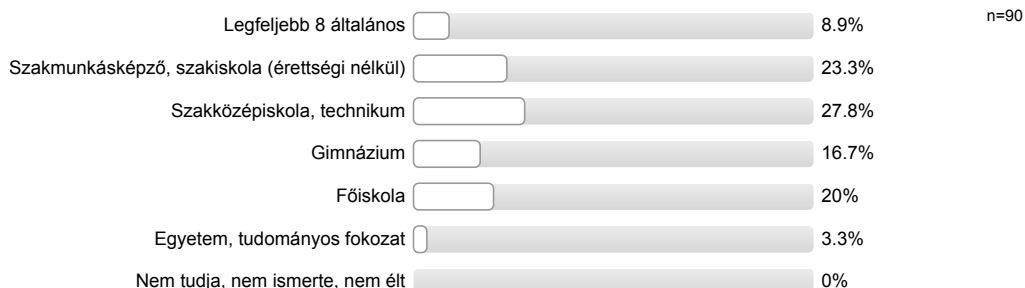 Legfeljebb 8 általános 8.9% n=90
Szakmunkásképző, szakiskola (érettségi nélkül) 23.3%
Szakközépiskola, technikum 27.8%
Gimnázium 16.7%
Főiskola 20%
Egyetem, tudományos fokozat 3.3%
Nem tudja, nem ismerte, nem élt 0%